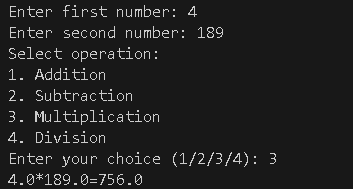 Enter first number: 4
Enter second number: 189
Select operation:
1. Addition
2. Subtraction
3. Multiplication
4. Division
Enter your choice (1/2/3/4): 3
4.0*189.0=756.0